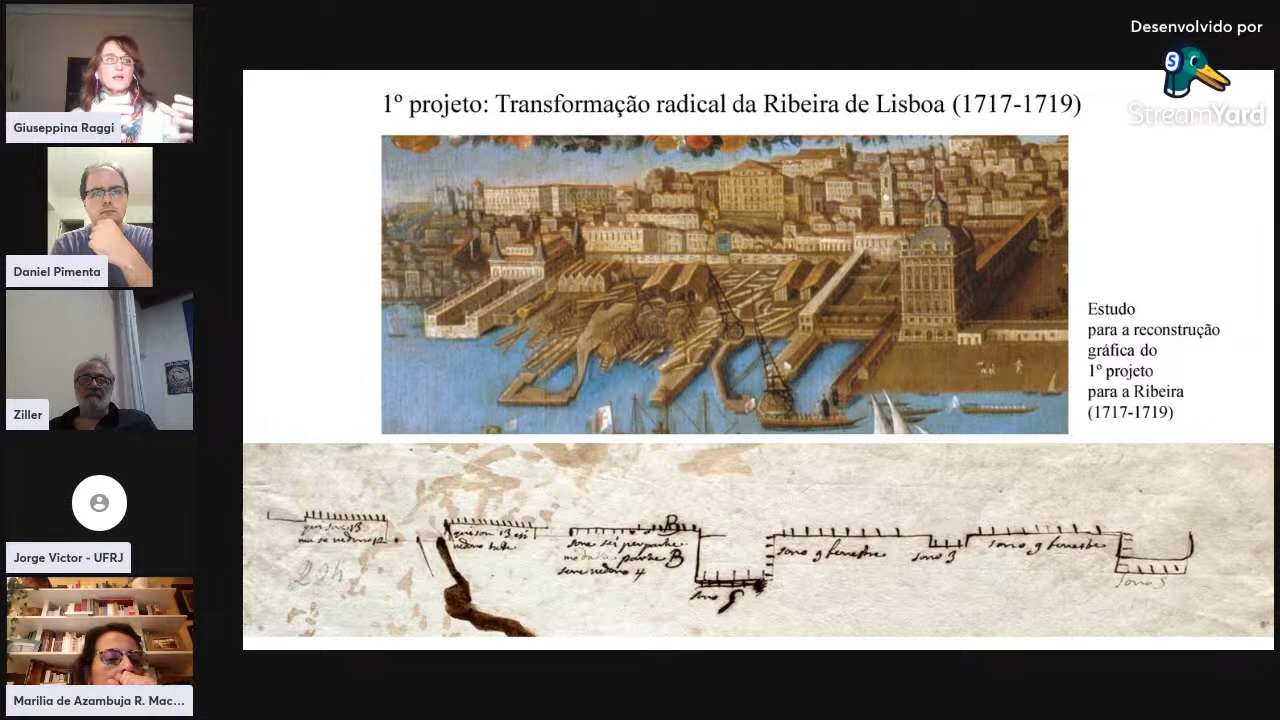 Desenvolvido por
S
StreamYard
Giuseppina Raggi
Daniel Pimenta
Ziller
Jorge Victor - UFRJ
Marilia de Azambuja R. Mac...
1º projeto: Transformação radical da Ribeira de Lisboa (1717-1719)
Estudo
para a reconstrução
gráfica do
1º projeto
para a Ribeira
(1717-1719)
B
B
sono 9 fenestre
sono 3
sono 9 fenestre
sono 5